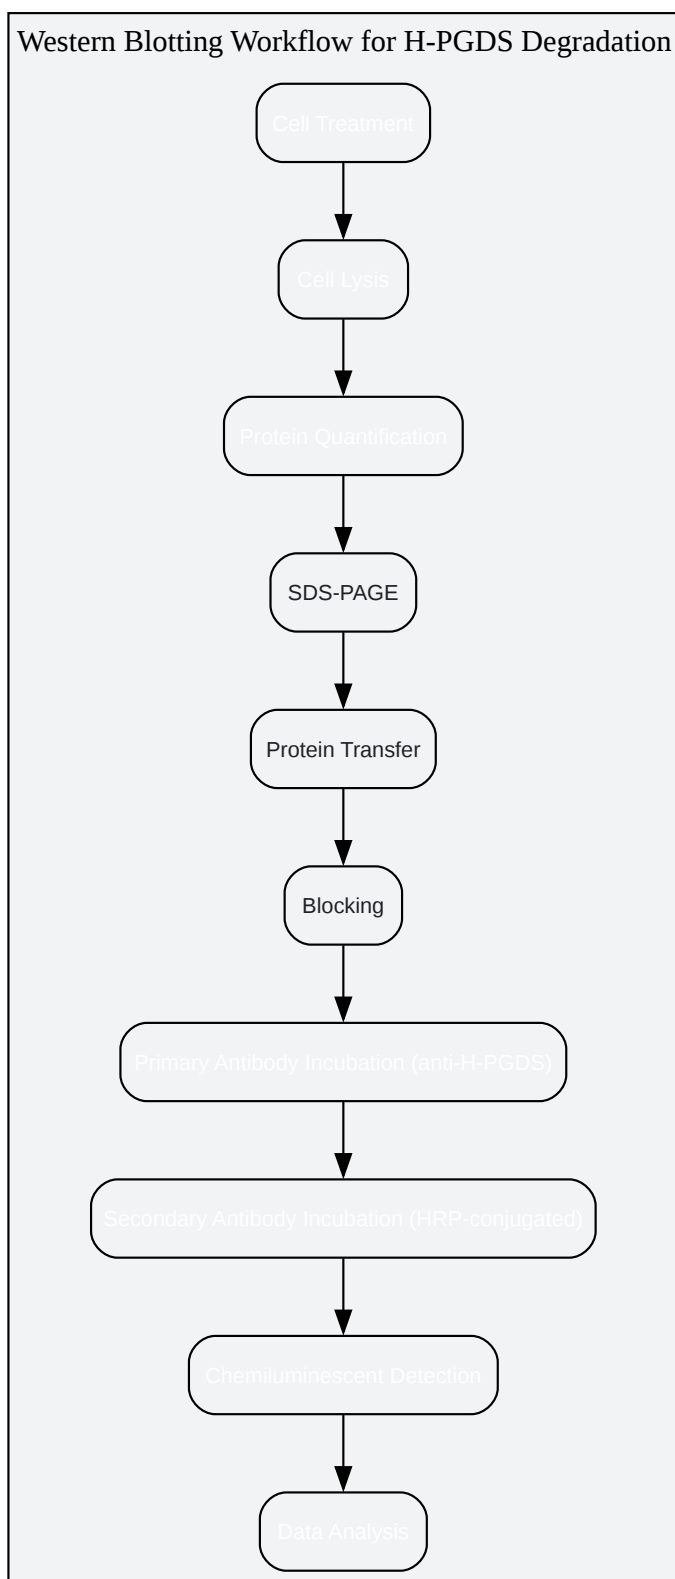 Western Blotting Workflow for H-PGDS Degradation
Cell Treatment
Cell Lysis
Protein Quantification
SDS-PAGE
Protein Transfer
Blocking
Primary Antibody Incubation (anti-H-PGDS)
Secondary Antibody Incubation (HRP-conjugated)
Chemiluminescent Detection
Data Analysis